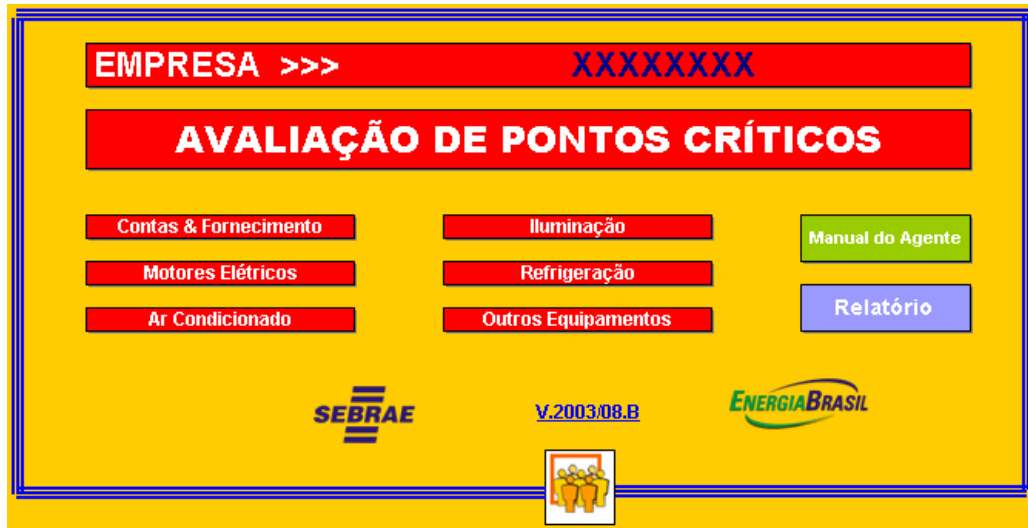 EMPRESA >>> XXXXXXXX
AVALIAÇÃO DE PONTOS CRÍTICOS
Contas & Fornecimento
Iluminação
Manual do Agente
Motores Elétricos
Refrigeração
Relatório
Ar Condicionado
Outros Equipamentos
SEBRAE
V.2003/08.B
ENERGIABRASIL